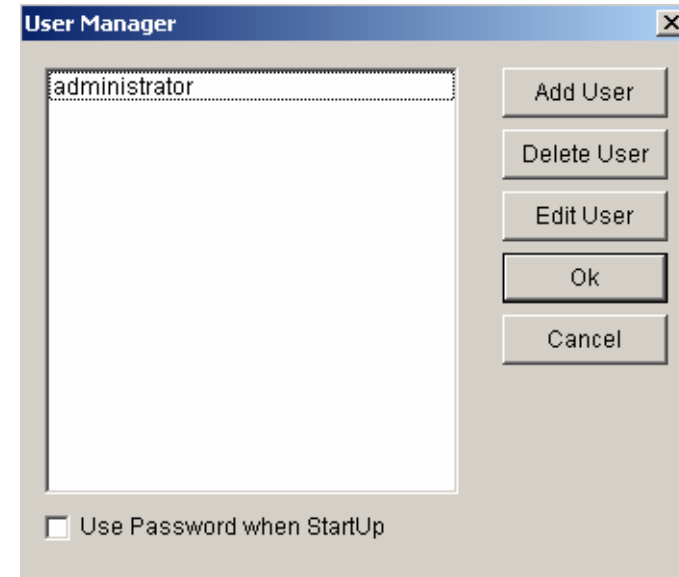 User Manager
administrator
Add User
Delete User
Edit User
Ok
Cancel
Use Password when StartUp